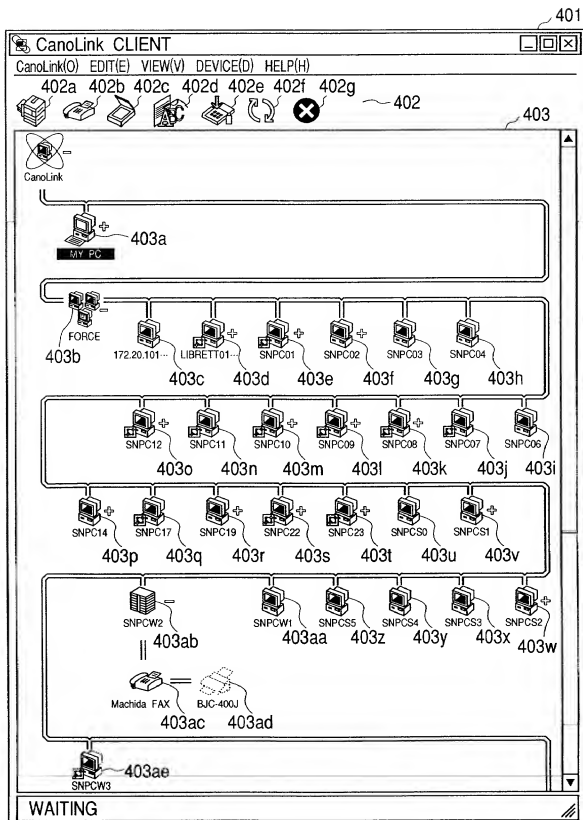 401
CanoLink CLIENT
CanoLink(O) EDIT(E) VIEW(V) DEVICE(D) HELP(H)
402a 402b 402c 402d 402e 402f 402g
402
403
CanoLink
403a
MY PC
FORCE
403b
172.20.101... LIBRETT01... SNPC01 SNPC02 SNPC03 SNPC04
403c 403d 403e 403f 403g 403h
SNPC12 SNPC11 SNPC10 SNPC09 SNPC08 SNPC07 SNPC06
403o 403n 403m 403l 403k 403j 403i
SNPC14 SNPC17 SNPC19 SNPC22 SNPC23 SNPCS0 SNPCS1
403p 403q 403r 403s 403t 403u 403v
SNPCW2 SNPCW1 SNPCS5 SNPCS4 SNPCS3 SNPCS2
403ab 403aa 403z 403y 403x 403w
Machida FAX BJC-400J
403ac 403ad
403ae
SNPCW3
WAITING